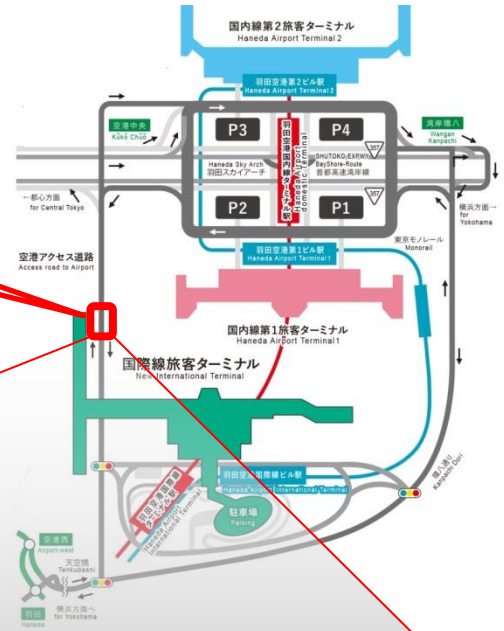 国内線第2旅客ターミナル
Haneda Airport Terminal 2
羽田空港第2ビル駅
Haneda Airport Terminal 2
空港中央
Kūkō Chūō
P3
P4
湾岸環八
Wangan
Kanpachi
357
羽田空港国内線ターミナル駅
Haneda Airport
domestic Terminal
Haneda Sky Arch
羽田スカイアーチ
SHUTOKO:EXP.WY.
BayShore-Route
首都高速湾岸線
357
←都心方面
for Central Tokyo
P2
P1
横浜方面→
for
Yokohama
空港アクセス道路
Access road to Airport
羽田空港第1ビル駅
Haneda Airport Terminal 1
東京モノレール
Monorail
国内線第1旅客ターミナル
Haneda Airport Terminal 1
国際線旅客ターミナル
New International Terminal
羽田空港国際線
ターミナル駅
Haneda Airport
International Terminal
羽田空港国際線ビル駅
Haneda Airport International Terminal
環八通り
Kanpachi Dori
駐車場
Parking
空港西
Airport-west
天空橋
Tenkubashi
羽田
Haneda
横浜方面へ
for Yokohama